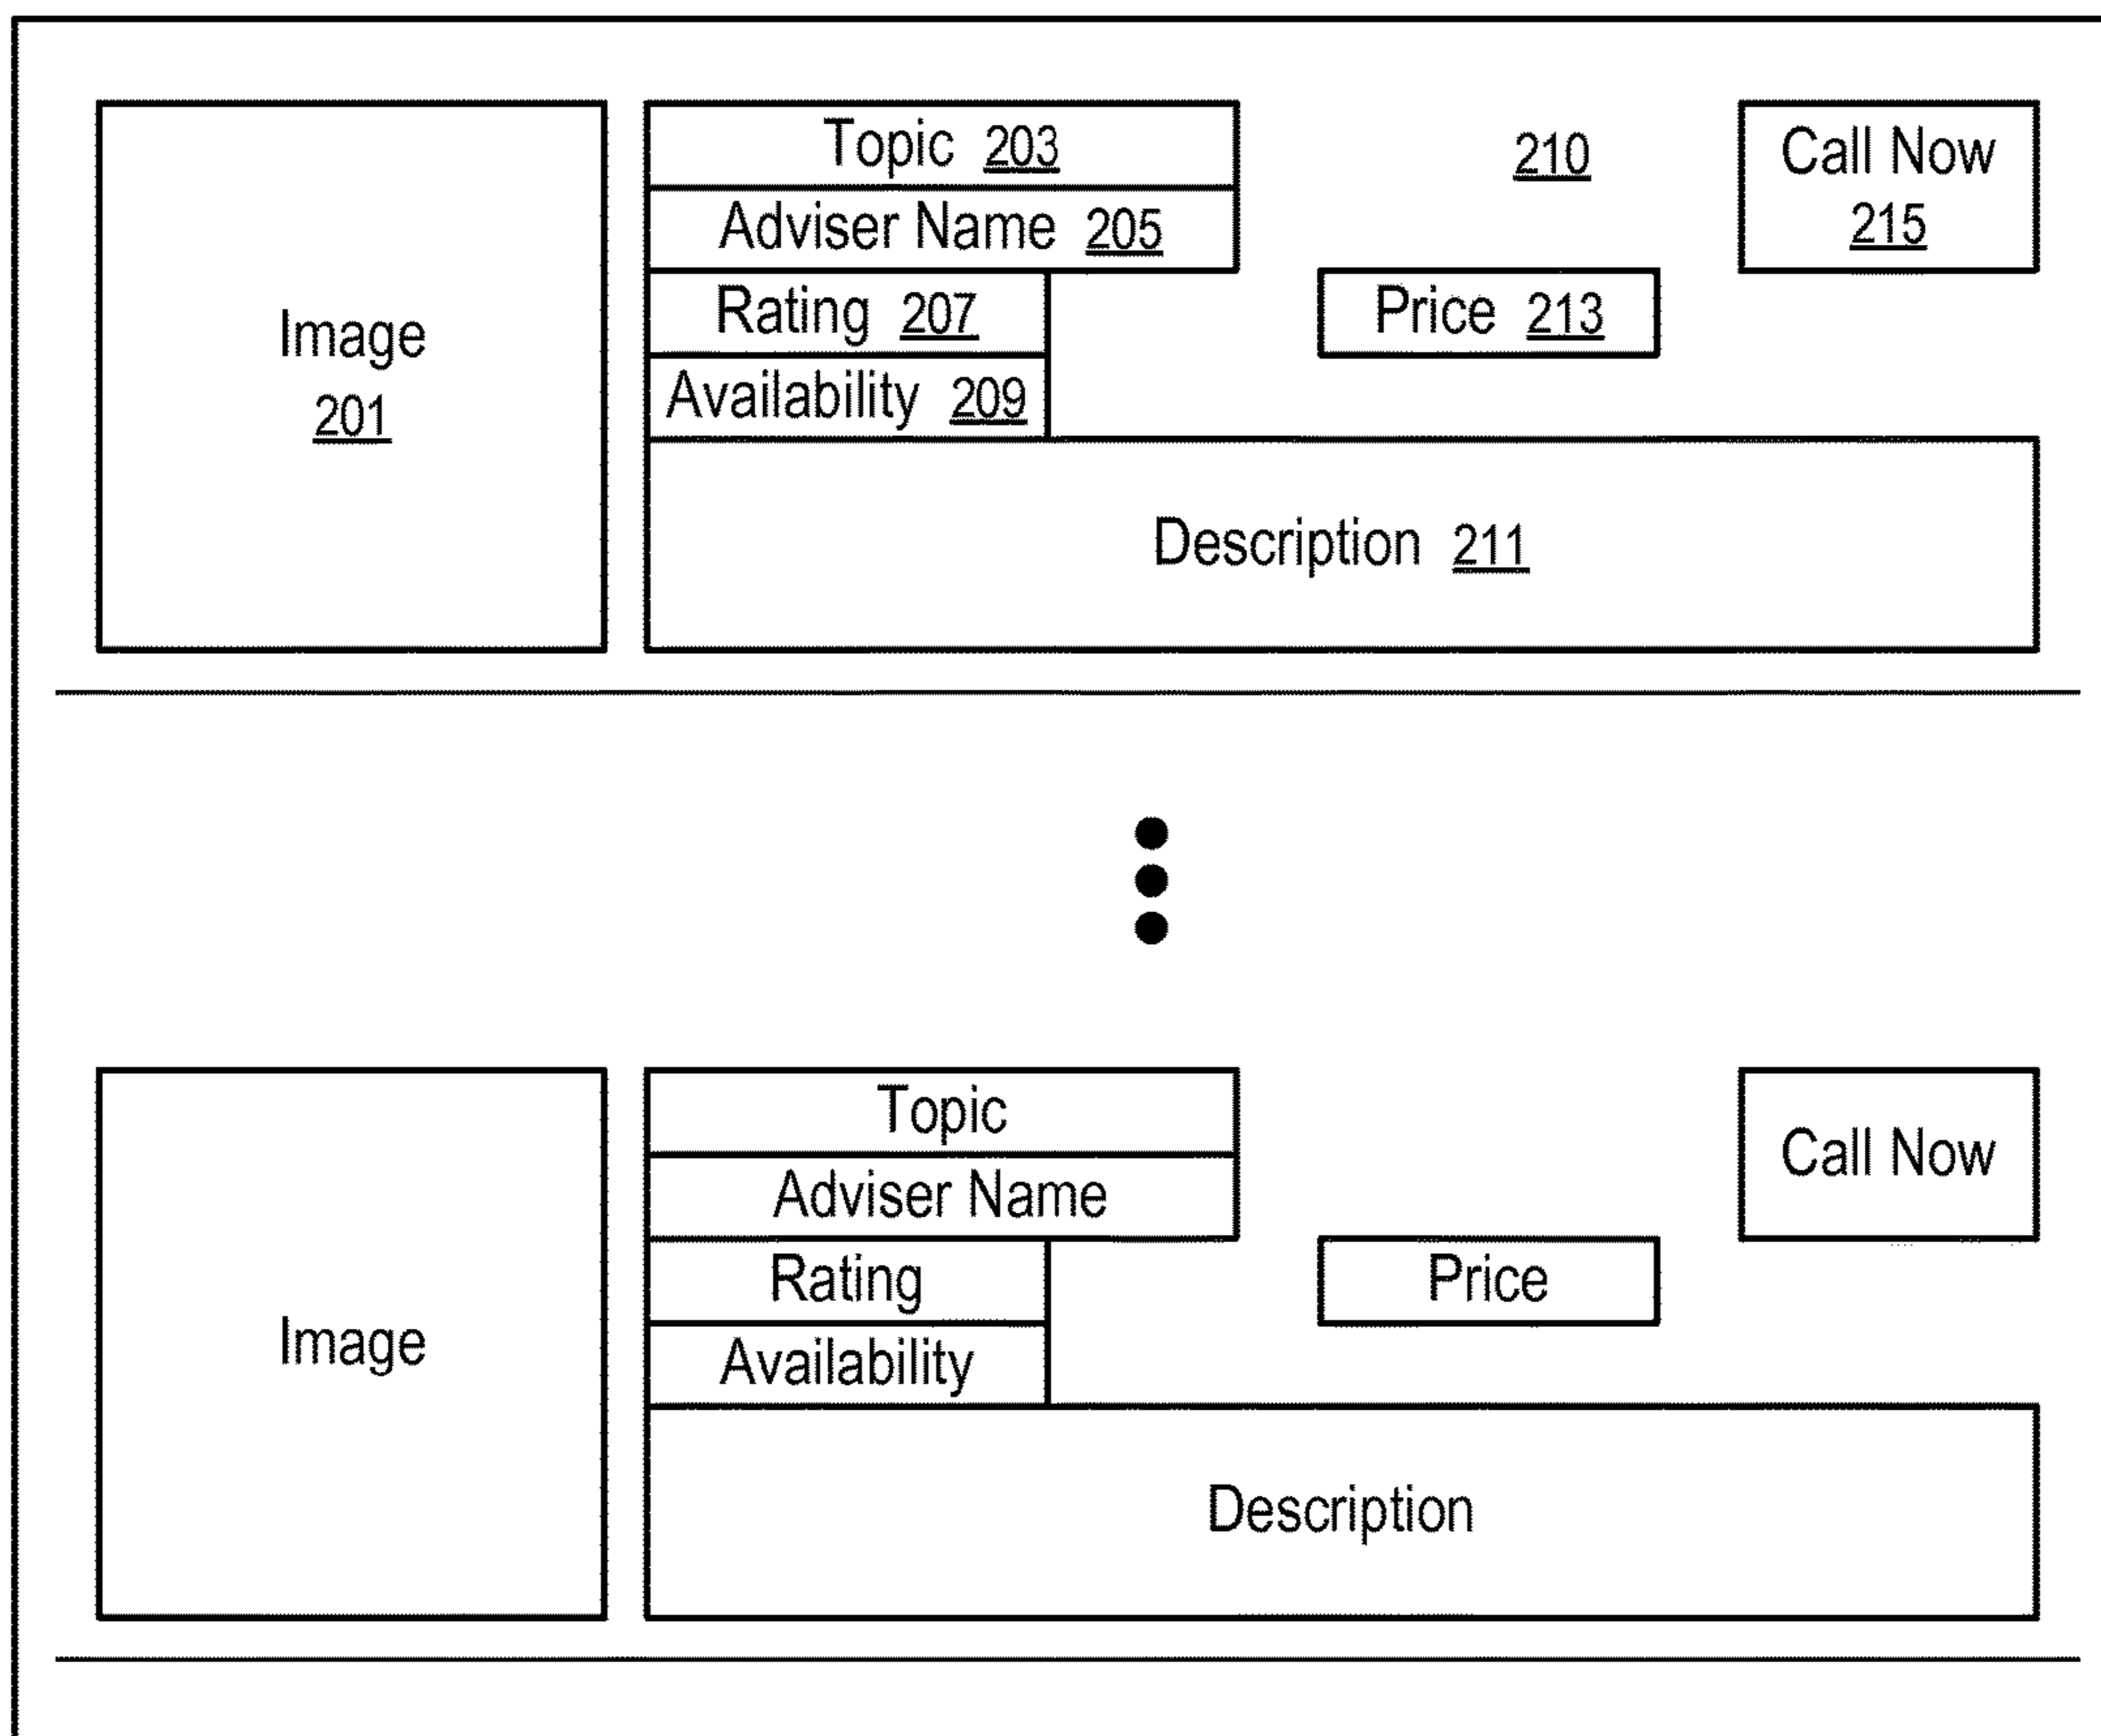 Topic 203
210
Call Now
215
Adviser Name 205
Image
201
Rating 207
Price 213
Availability 209
Description 211
Topic
Call Now
Adviser Name
Image
Rating
Price
Availability
Description